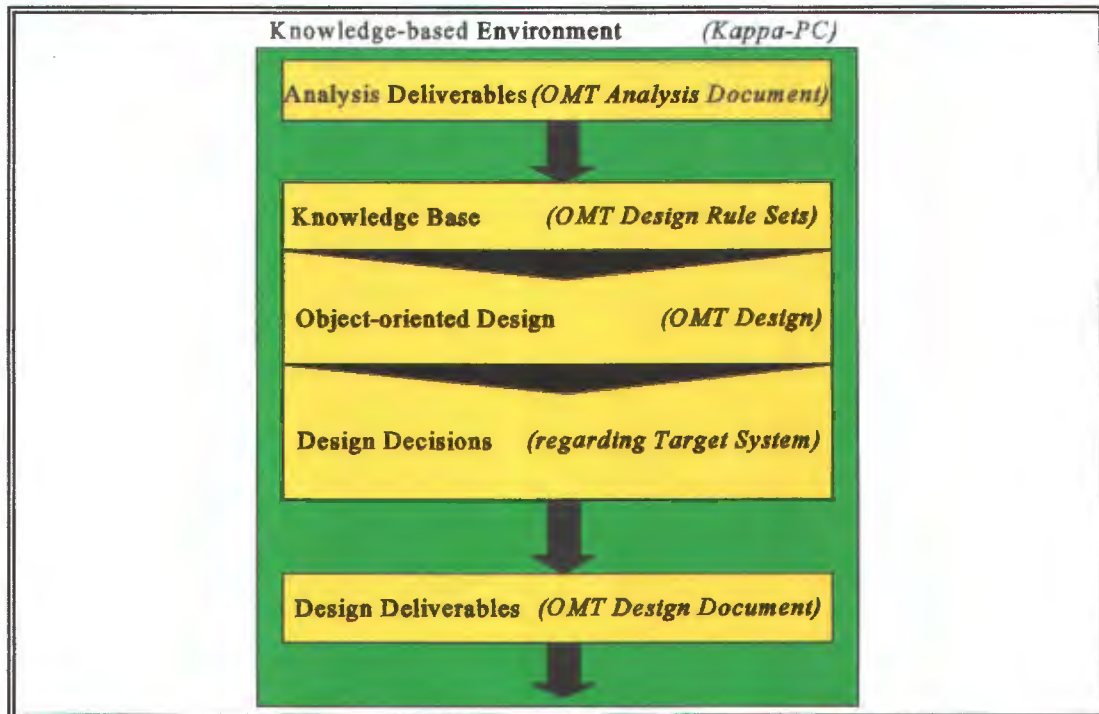 Knowledge-based Environment (Kappa-PC)
Analysis Deliverables (OMT Analysis Document)
Knowledge Base (OMT Design Rule Sets)
Object-oriented Design (OMT Design)
Design Decisions (regarding Target System)
Design Deliverables (OMT Design Document)